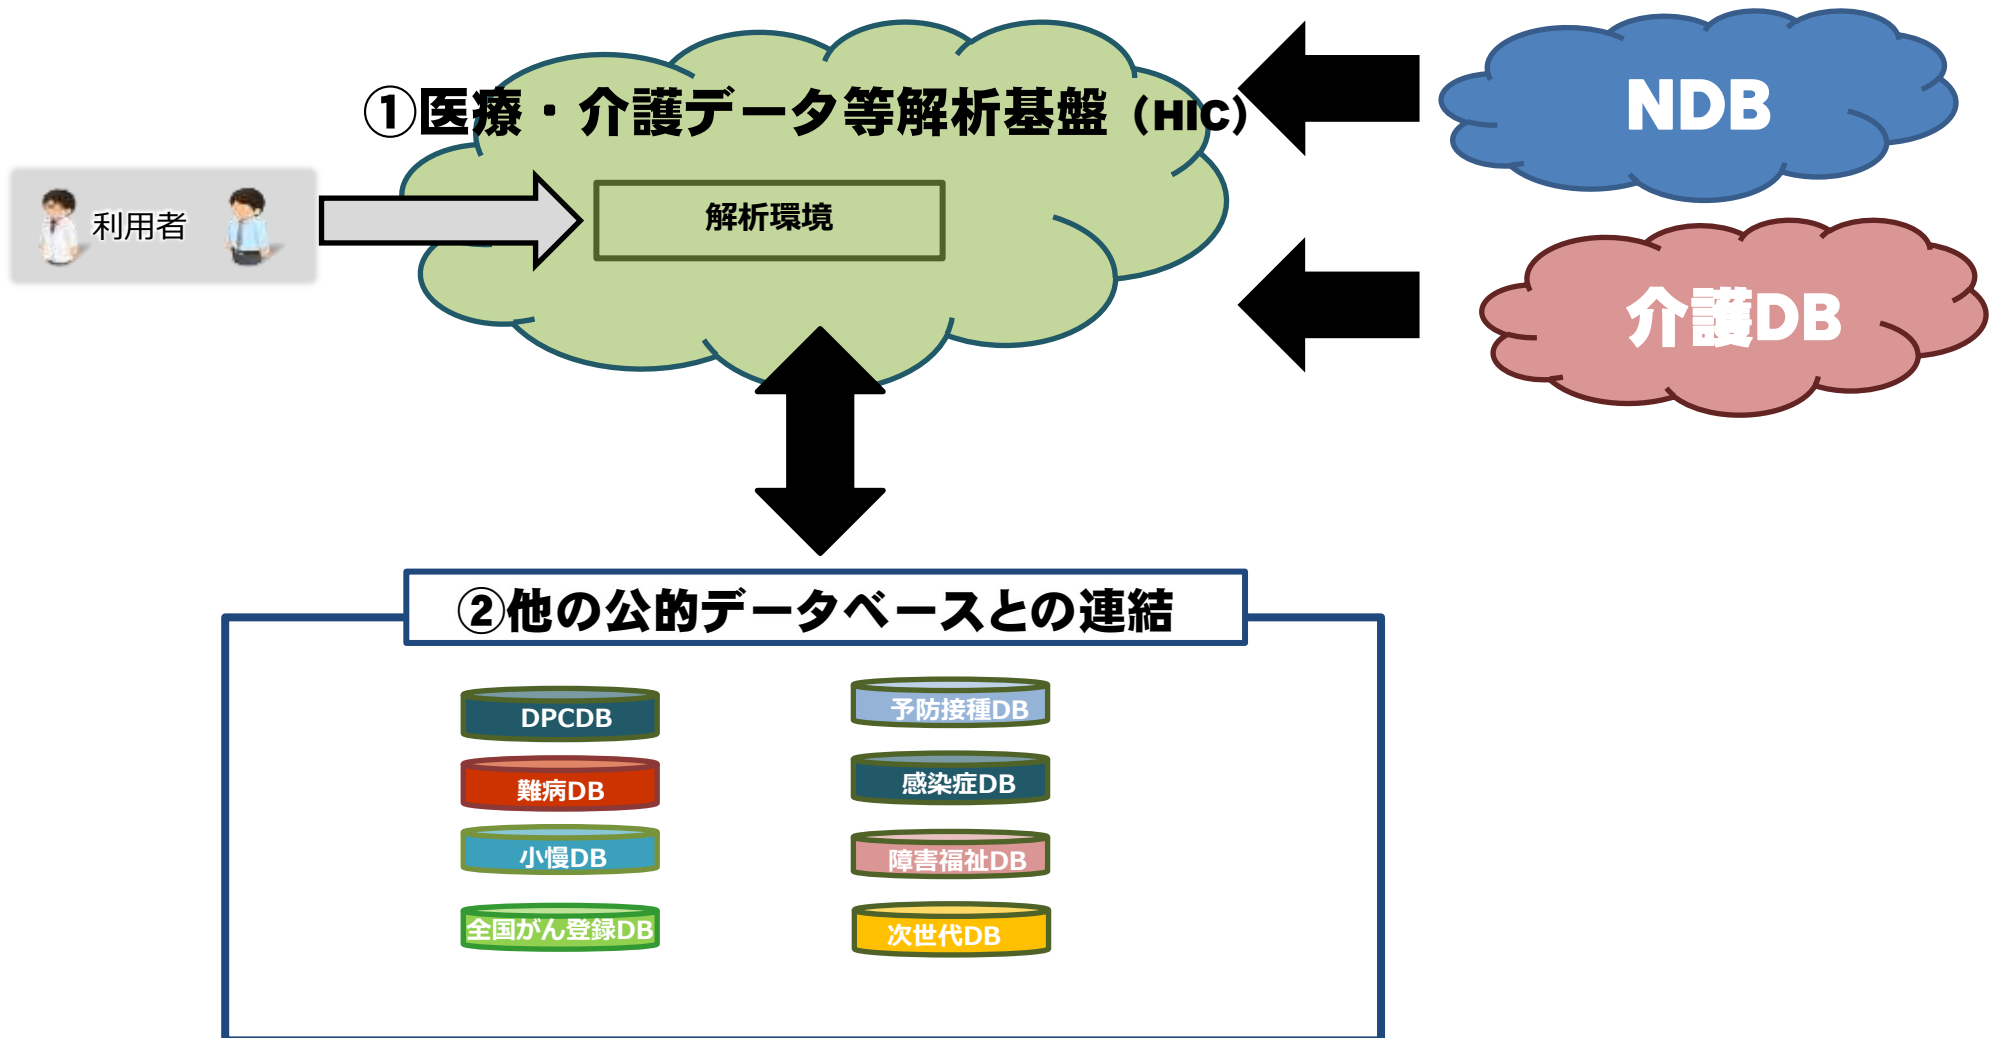 ①医療・介護データ等解析基盤（HIC）
NDB
利用者
解析環境
介護DB
②他の公的データベースとの連結
DPCDB
予防接種DB
難病DB
感染症DB
小慢DB
障害福祉DB
全国がん登録DB
次世代DB